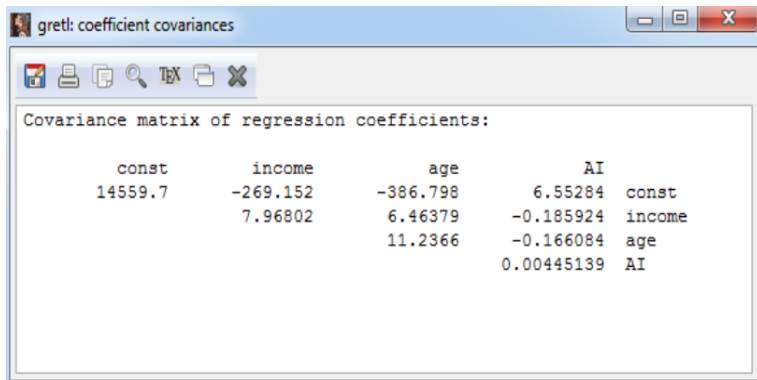 gretl: coefficient covariances
TEX
Covariance matrix of regression coefficients:
const income age AI
14559.7 -269.152 -386.798 6.55284 const
7.96802 6.46379 -0.185924 income
11.2366 -0.166084 age
0.00445139 AI